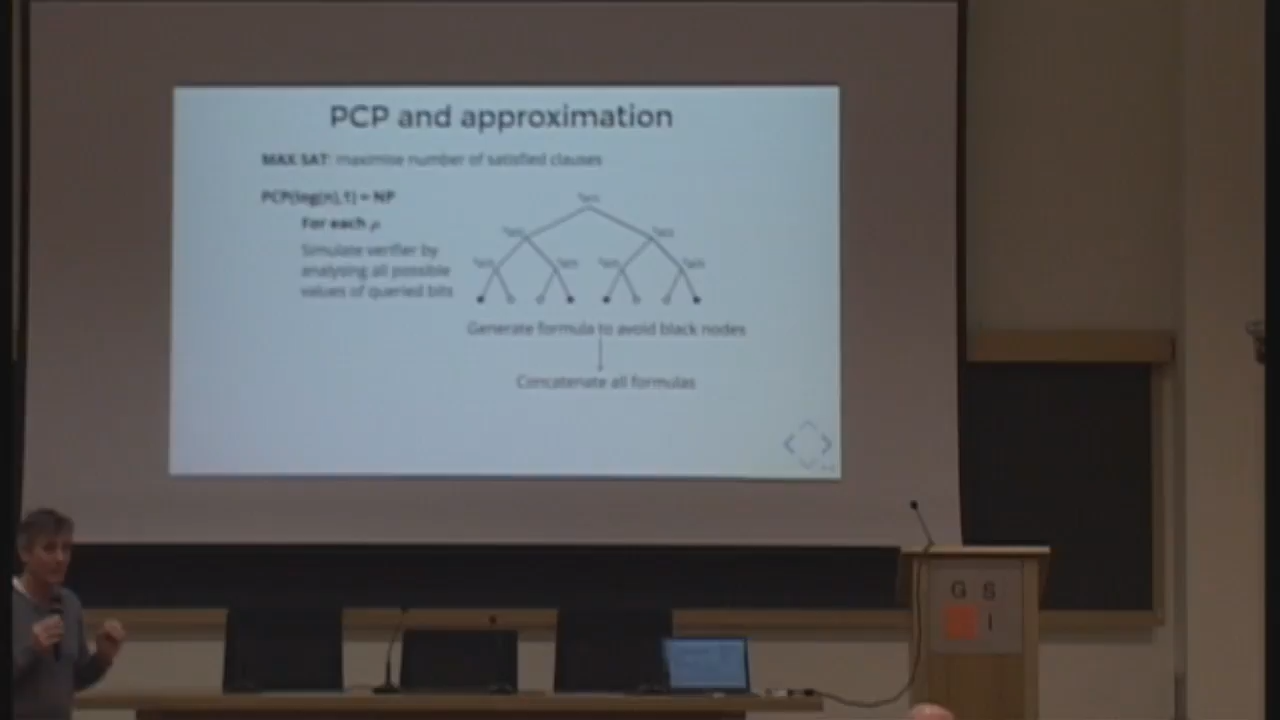 PCP and approximation
MAX SAT: maximise number of satisfied clauses
PCP(log(n),1) = NP
For each ρ
Simulate verifier by
analysing all possible
values of queried bits
Generate formula to avoid black nodes
Concatenate all formulas
G S
I